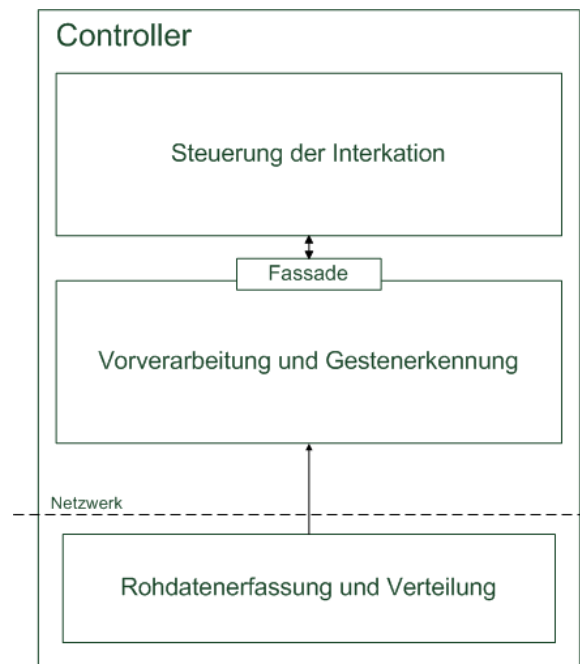 Controller
Steuerung der Interkation
Fassade
Vorverarbeitung und Gestenerkennung
Netzwerk
Rohdatenerfassung und Verteilung